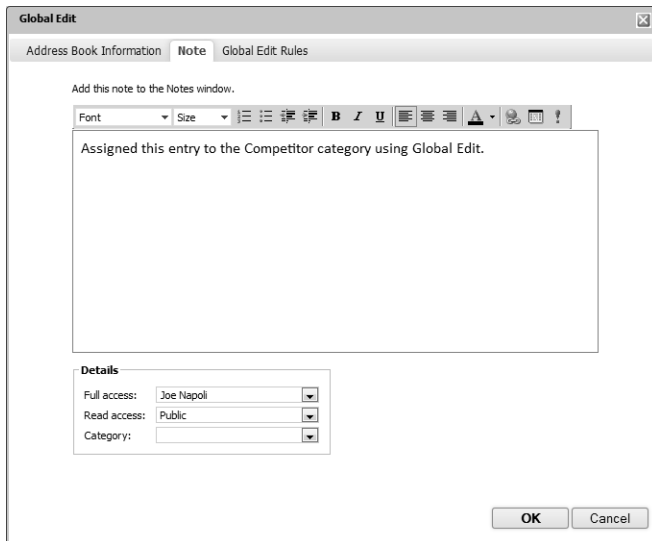 Global Edit
Address Book Information Note Global Edit Rules
Add this note to the Notes window.
Font Size B I U A !
Assigned this entry to the Competitor category using Global Edit.
Details
Full access: Joe Napoli
Read access: Public
Category:
OK Cancel